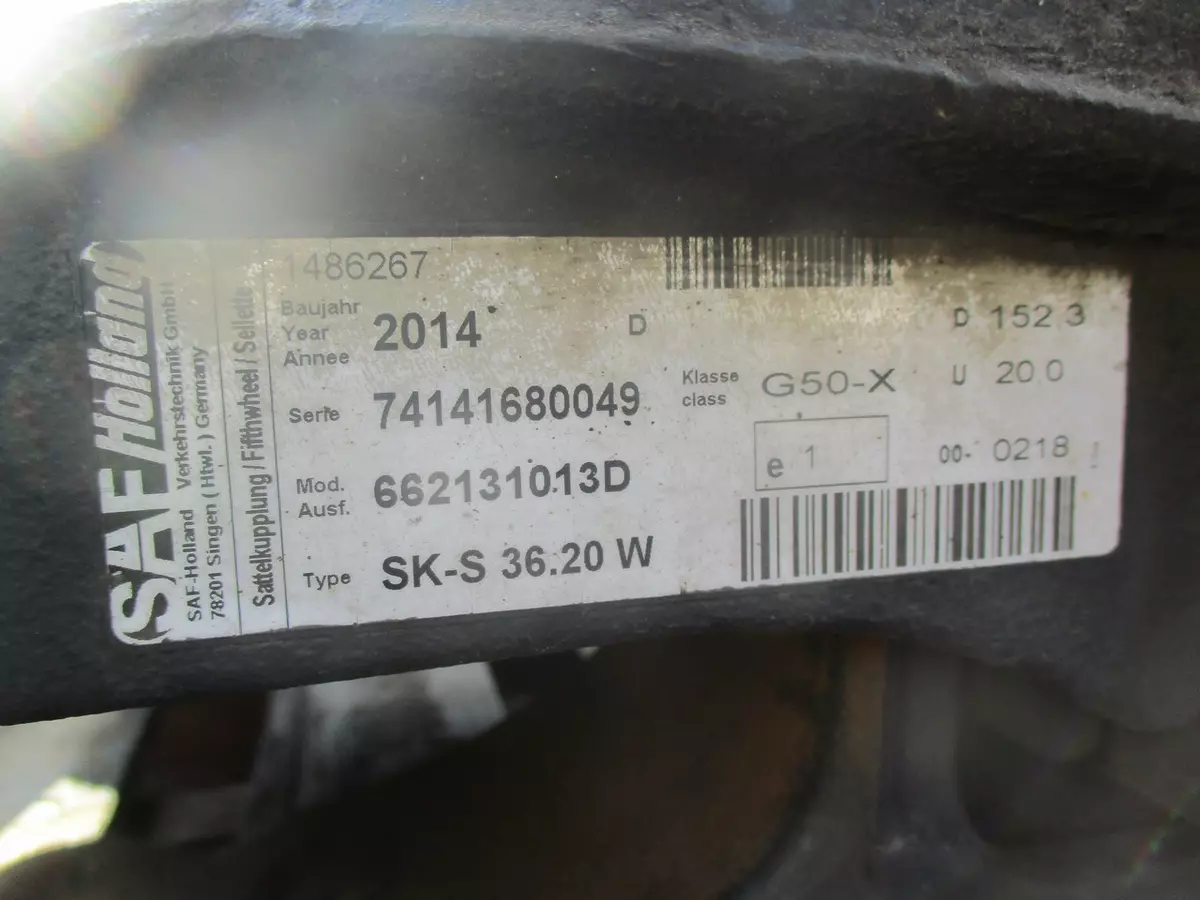 SAF Holland
SAF-Holland Verkehrstechnik GmbH
78201 Singen ( Htwl. ) Germany
Sattelkupplung / Fifthwheel / Sellette
1486267
Baujahr
Year
Annee
2014
D
D 152 3
Serie 74141680049
Klasse
class
G50-X
U 20 0
Mod.
Ausf.
662131013D
e 1
00- 0218
Type SK-S 36.20 W